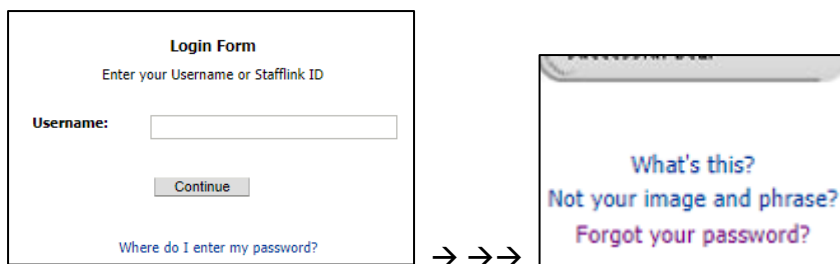 Login Form
Enter your Username or Stafflink ID
Username:
Continue
Where do I enter my password?
→ →→
What's this?
Not your image and phrase?
Forgot your password?